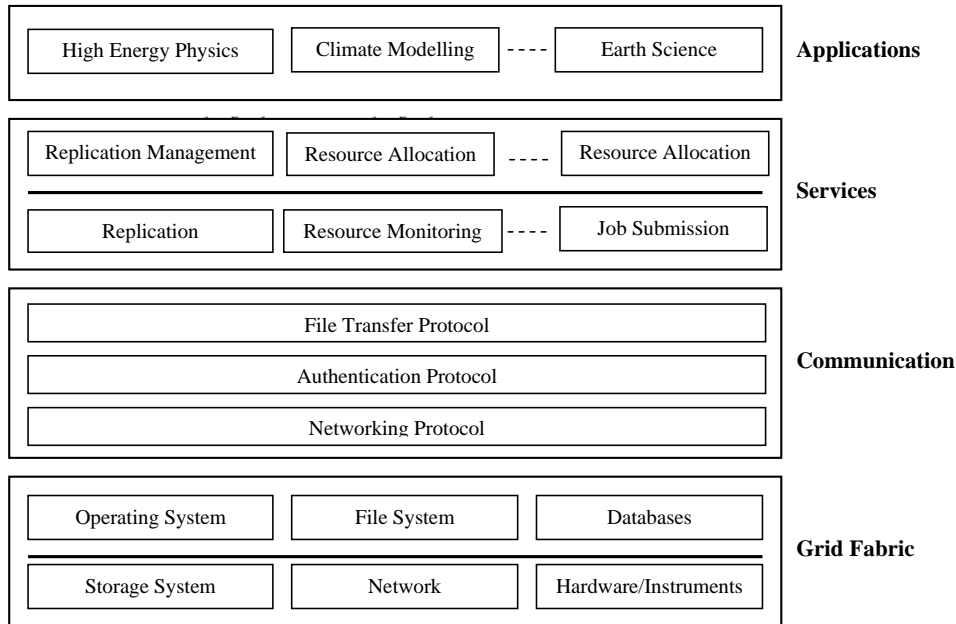 High Energy Physics
Climate Modelling
Earth Science
Applications
Replication Management
Resource Allocation
Resource Allocation
Services
Replication
Resource Monitoring
Job Submission
File Transfer Protocol
Authentication Protocol
Communication
Networking Protocol
Operating System
File System
Databases
Grid Fabric
Storage System
Network
Hardware/Instruments